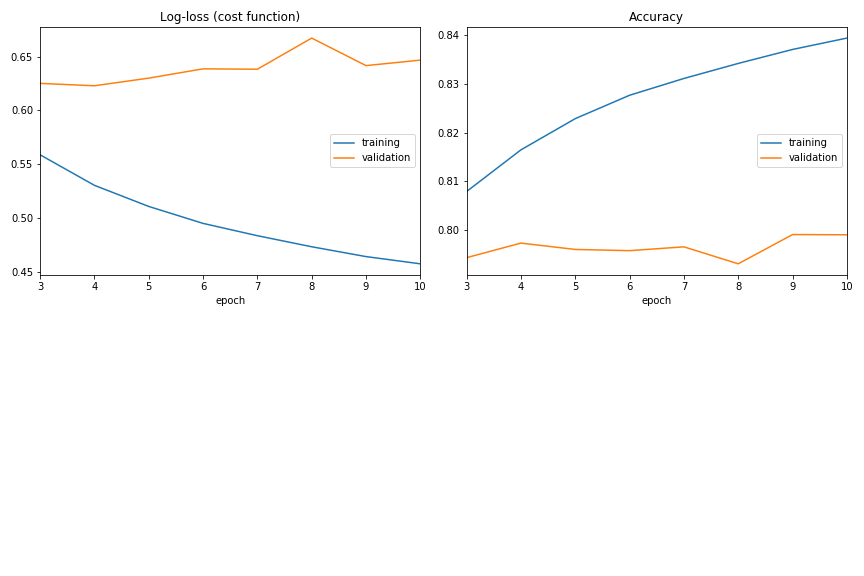 Log-loss (cost function)
0.65
0.60
0.55
0.50
0.45
training
validation
3 4 5 6 7 8 9 10
epoch
Accuracy
0.84
0.83
0.82
0.81
0.80
training
validation
3 4 5 6 7 8 9 10
epoch